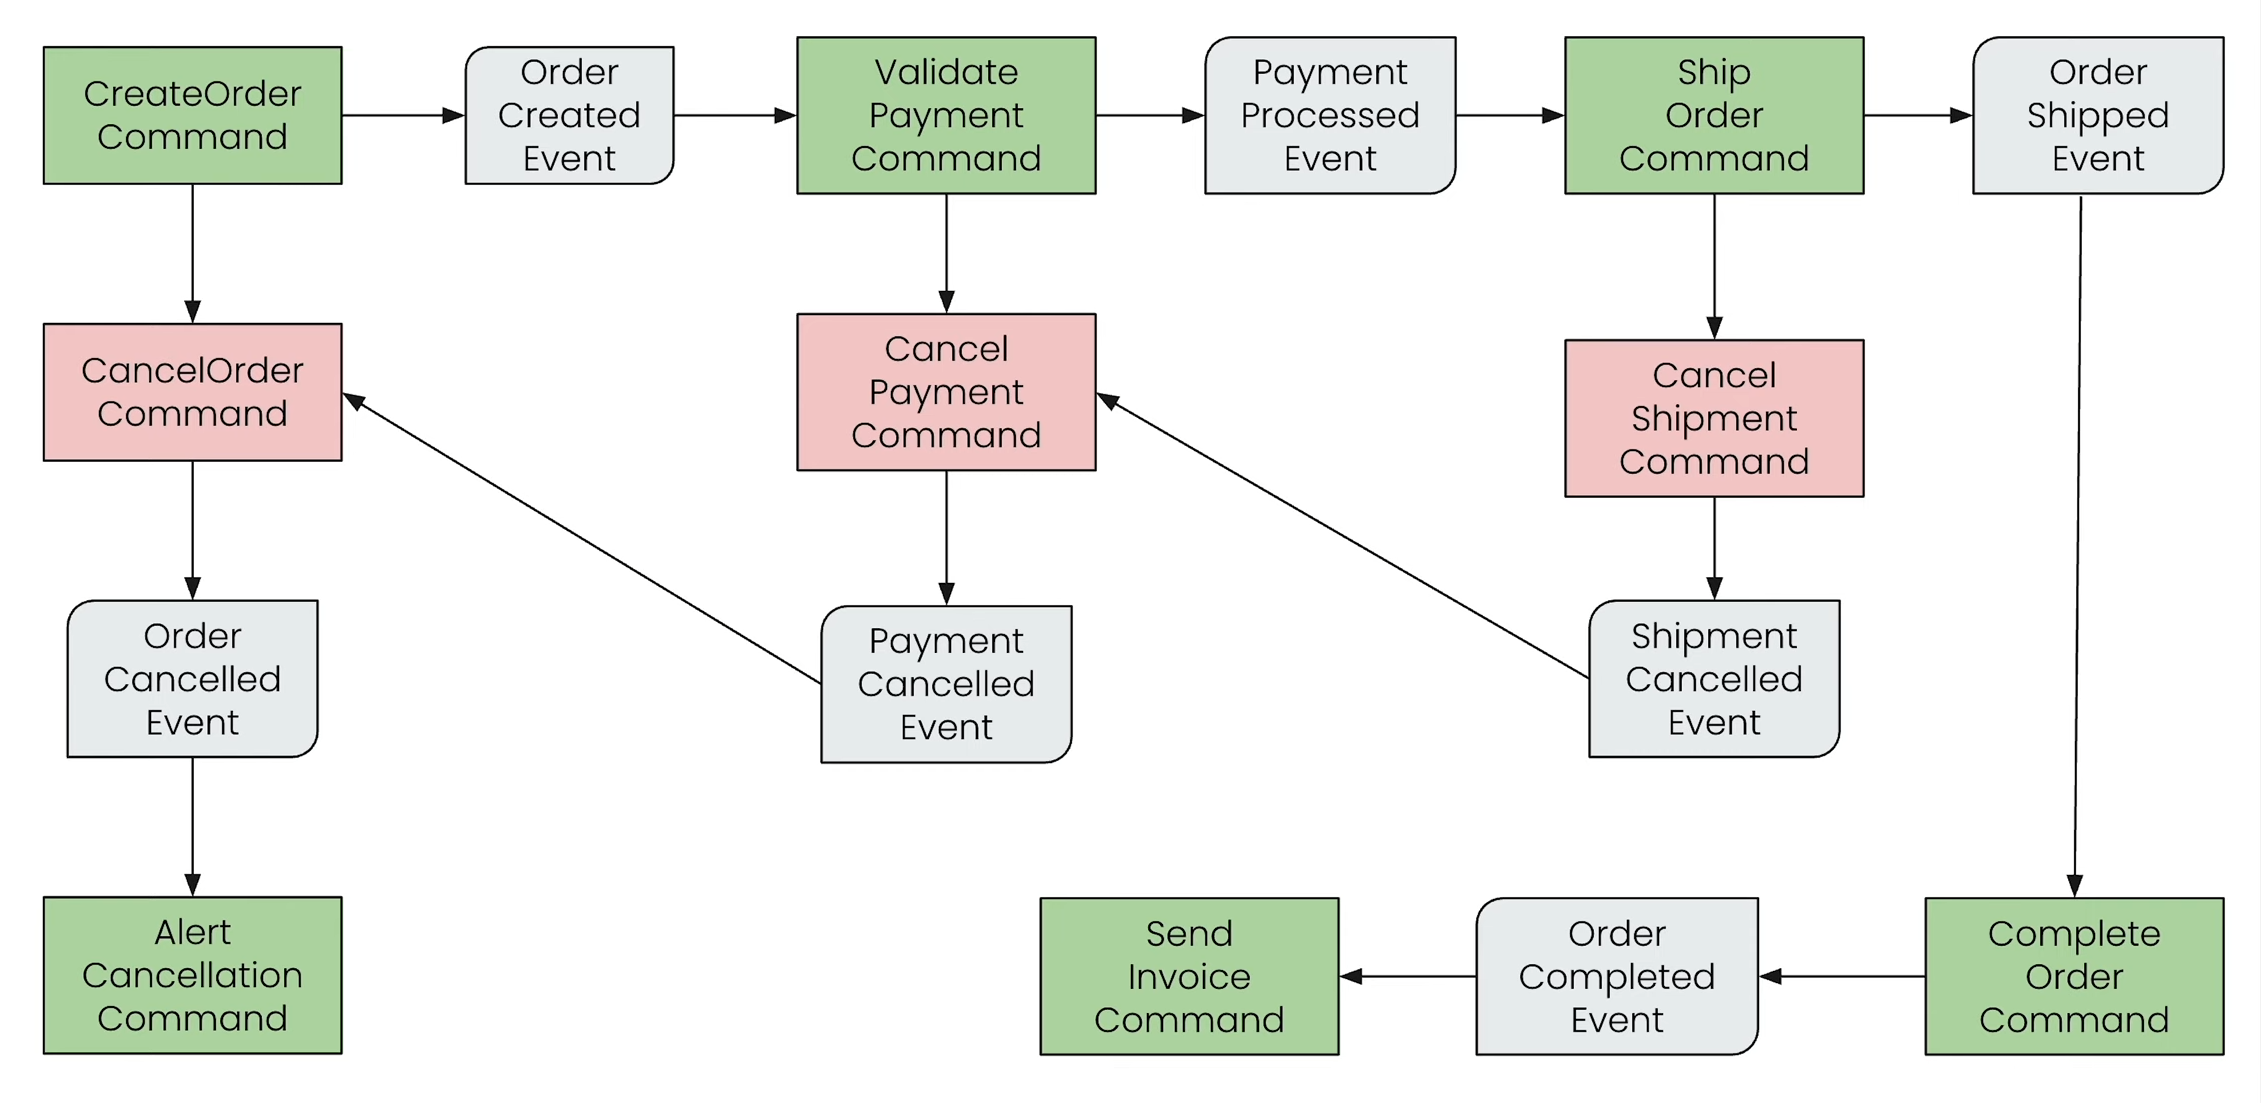 CreateOrder
Command
Order
Created
Event
Validate
Payment
Command
Payment
Processed
Event
Ship
Order
Command
Order
Shipped
Event
CancelOrder
Command
Cancel
Payment
Command
Cancel
Shipment
Command
Order
Cancelled
Event
Payment
Cancelled
Event
Shipment
Cancelled
Event
Alert
Cancellation
Command
Send
Invoice
Command
Order
Completed
Event
Complete
Order
Command